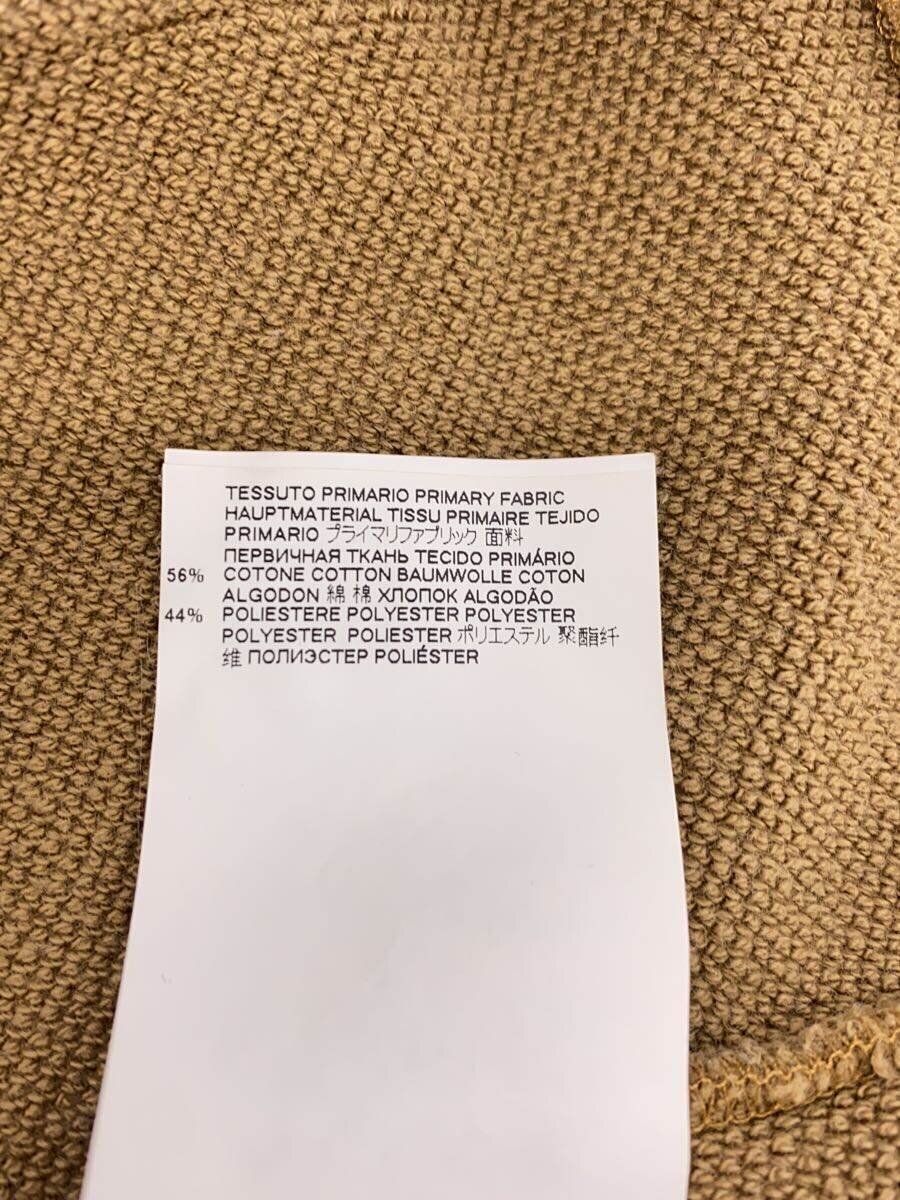 TESSUTO PRIMARIO PRIMARY FABRIC
HAUPTMATERIAL TISSU PRIMAIRE TEJIDO
PRIMARIO プライマリファブリック 面料
ПЕРВИЧНАЯ ТКАНЬ TECIDO PRIMÁRIO
56% COTONE COTTON BAUMWOLLE COTON
ALGODON 綿 棉 ХЛОПОК ALGODÃO
44% POLIESTERE POLYESTER POLYESTER
POLYESTER POLIESTER ポリエステル 聚酯纤
维 ПОЛИЭСТЕР POLIÉSTER